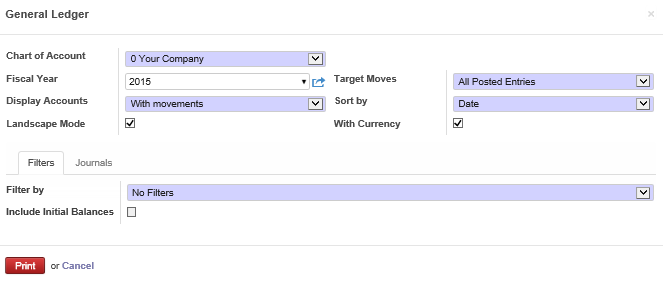 General Ledger ×
Chart of Account 0 Your Company
Fiscal Year 2015 Target Moves All Posted Entries
Display Accounts With movements Sort by Date
Landscape Mode With Currency
Filters Journals
Filter by No Filters
Include Initial Balances
Print or Cancel